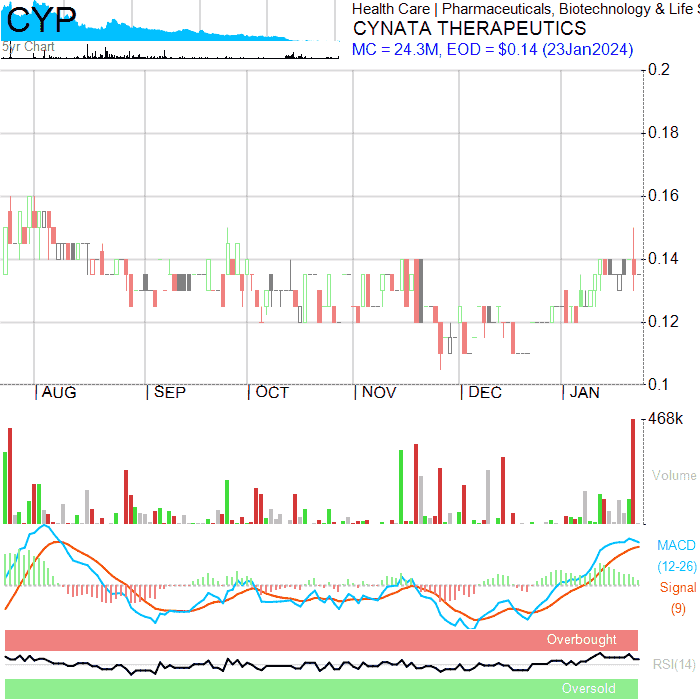 CYP
5yr Chart
Health Care | Pharmaceuticals, Biotechnology & Life S
CYNATA THERAPEUTICS
MC = 24.3M, EOD = $0.14 (23Jan2024)
0.2
0.18
0.16
0.14
0.12
0.1
AUG SEP OCT NOV DEC JAN
468k
Volume
MACD
(12-26)
Signal
(9)
Overbought
RSI(14)
Oversold